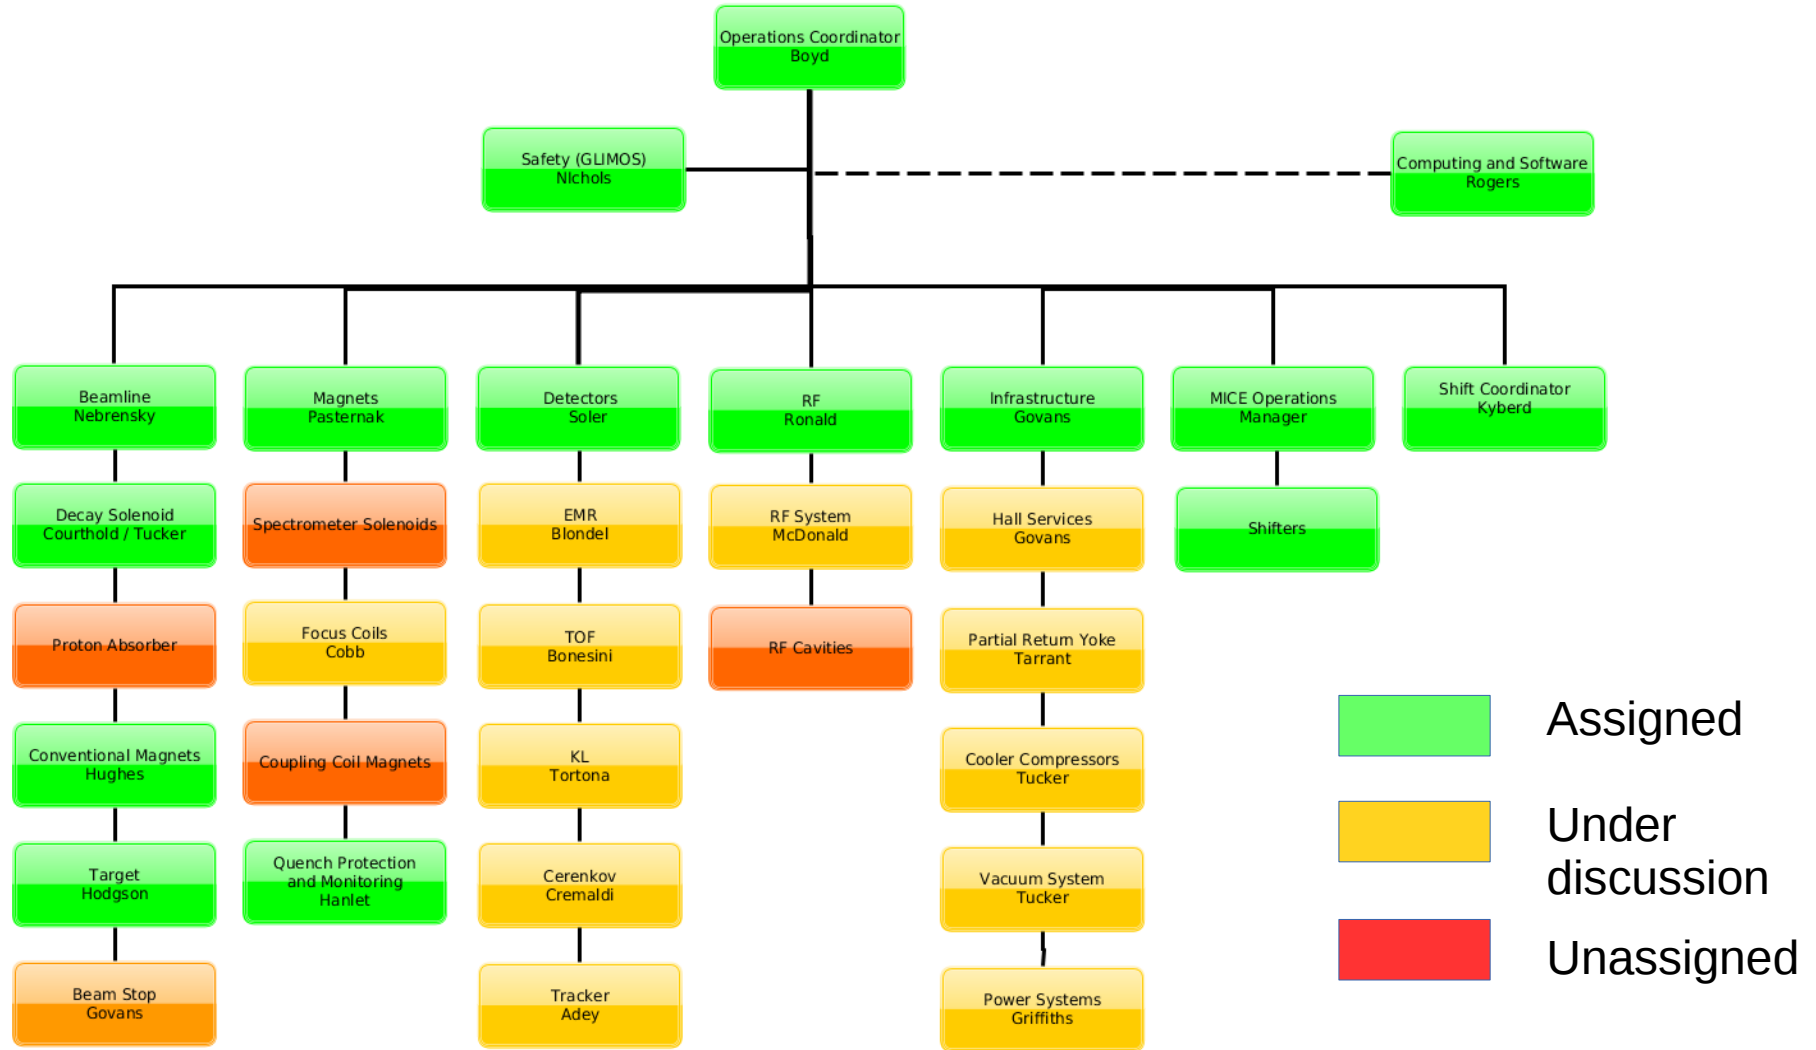 Operations Coordinator
Boyd
Safety (GLIMOS)
NIchols
Computing and Software
Rogers
Beamline
Nebrensky
Magnets
Pasternak
Detectors
Soler
RF
Ronald
Infrastructure
Govans
MICE Operations
Manager
Shift Coordinator
Kyberd
Decay Solenoid
Courthold / Tucker
Spectrometer Solenoids
EMR
Blondel
RF System
McDonald
Hall Services
Govans
Shifters
Proton Absorber
Focus Coils
Cobb
TOF
Bonesini
RF Cavities
Partial Return Yoke
Tarrant
Conventional Magnets
Hughes
Coupling Coil Magnets
KL
Tortona
Cooler Compressors
Tucker
Target
Hodgson
Quench Protection
and Monitoring
Hanlet
Cerenkov
Cremaldi
Vacuum System
Tucker
Beam Stop
Govans
Tracker
Adey
Power Systems
Griffiths
Assigned
Under
discussion
Unassigned